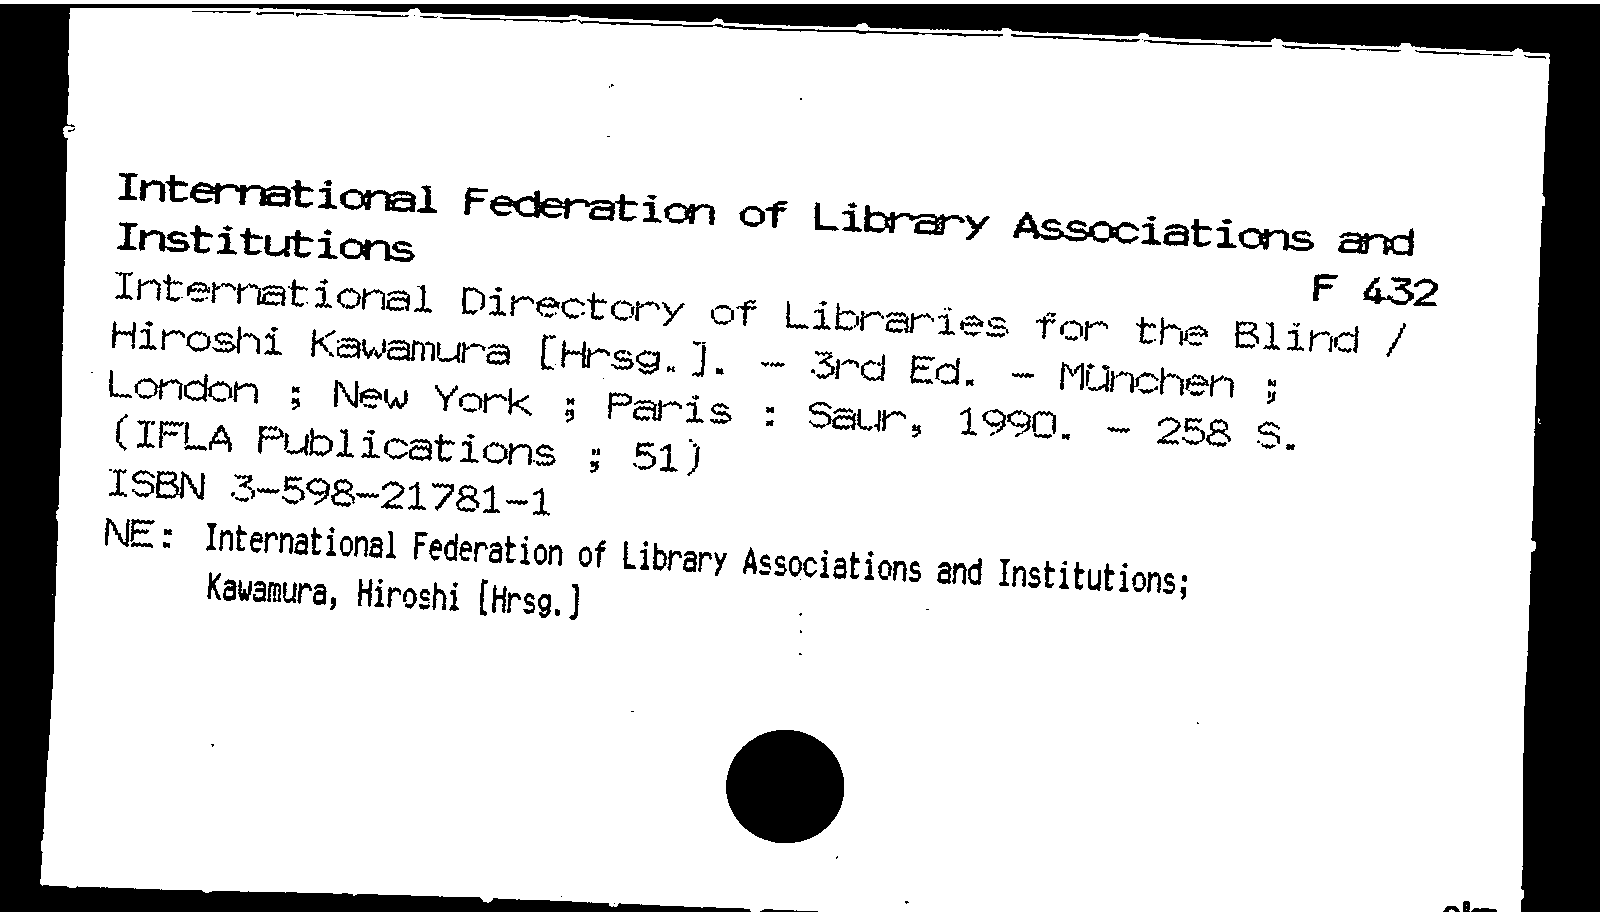 International Federation of Library Associations and
Institutions
F 432
International Directory of Libraries for the Blind /
Hiroshi Kawamura [Hrsg.]. - 3rd Ed. - München ;
London ; New York ; Paris : Saur, 1990. - 258 S.
(IFLA Publications ; 51)
ISBN 3-598-21781-1
NE: International Federation of Library Associations and Institutions;
Kawamura, Hiroshi [Hrsg.]